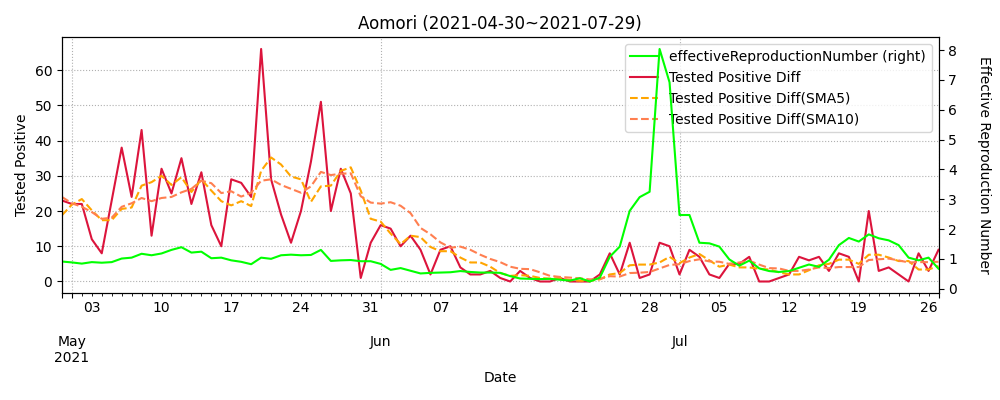 Aomori (2021-04-30~2021-07-29)
effectiveReproductionNumber (right)
Tested Positive Diff
Tested Positive Diff(SMA5)
Tested Positive Diff(SMA10)
Tested Positive
60
50
40
30
20
10
0
Effective Reproduction Number
8
7
6
5
4
3
2
1
0
03 10 17 24 31 07 14 21 28 05 12 19 26
May Jun Jul
2021
Date